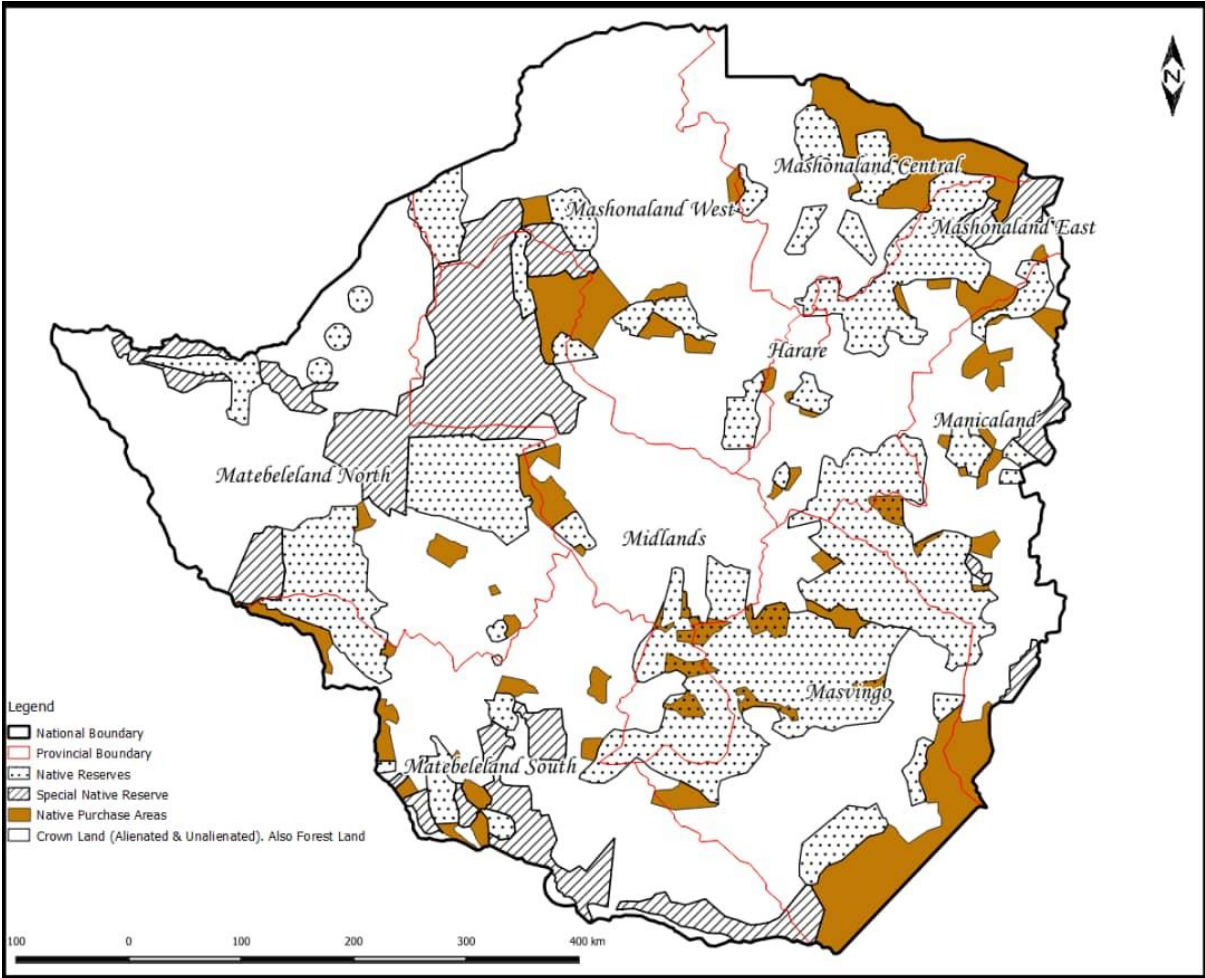 N
Mashonaland Central
Mashonaland West
Mashonaland East
Harare
Manicaland
Matebeleland North
Midlands
Masvingo
Matebeleland South
Legend
National Boundary
Provincial Boundary
Native Reserves
Special Native Reserve
Native Purchase Areas
Crown Land (Alienated & Unalienated). Also Forest Land
100 0 100 200 300 400 km